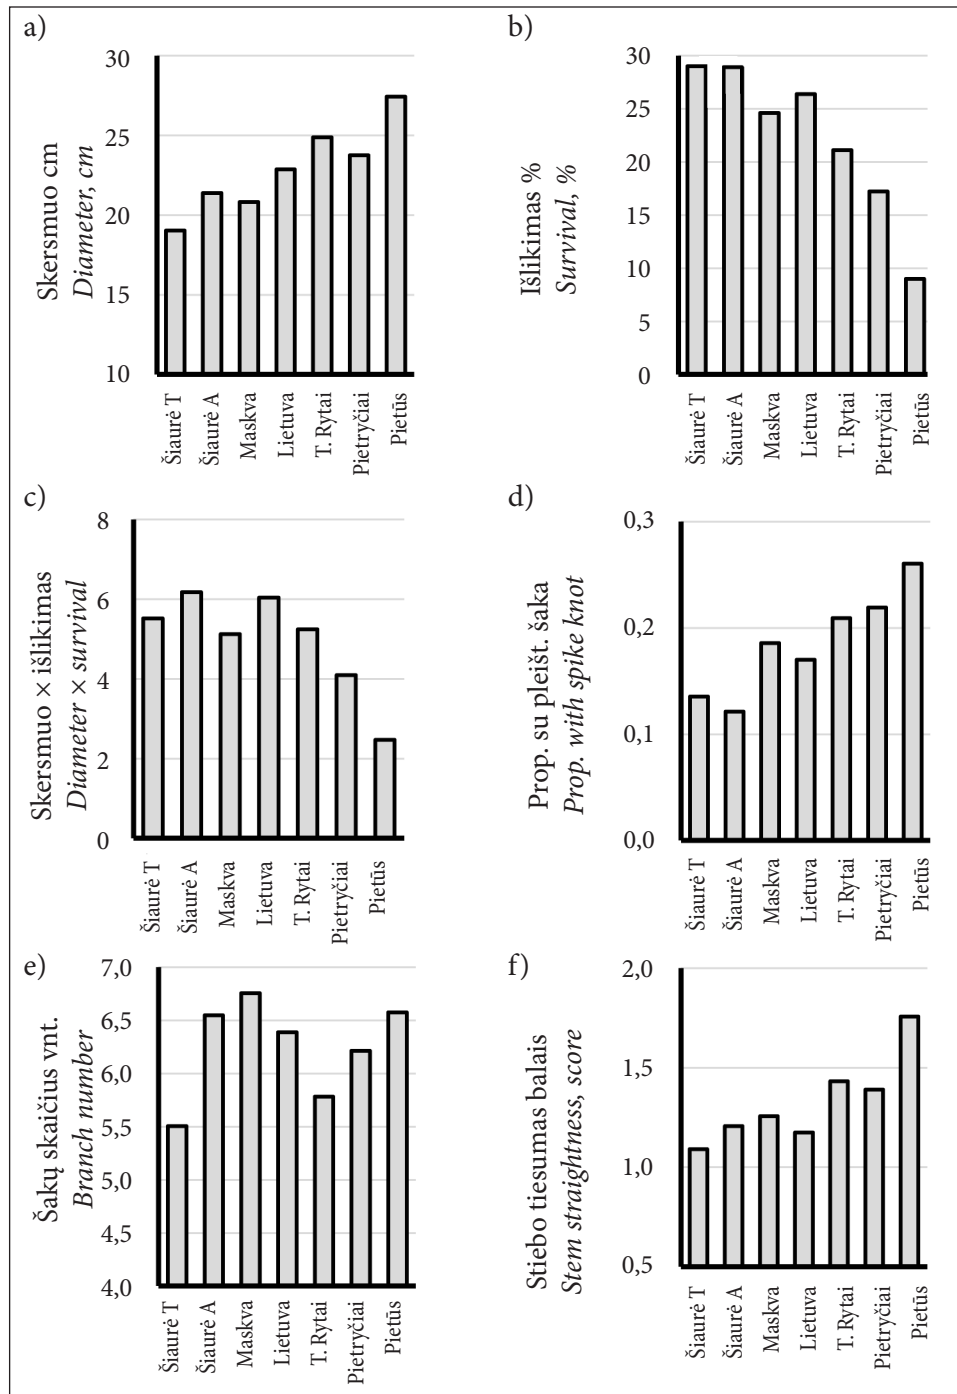 a)
Skersmuo cm
Diameter, cm
30
25
20
15
10
Šiaurė T
Šiaurė A
Maskva
Lietuva
T. Rytai
Pietryčiai
Pietūs
b)
Išlikimas %
Survival, %
30
25
20
15
10
5
0
Šiaurė T
Šiaurė A
Maskva
Lietuva
T. Rytai
Pietryčiai
Pietūs
c)
Skersmuo × išlikimas
Diameter × survival
8
6
4
2
0
Šiaurė T
Šiaurė A
Maskva
Lietuva
T. Rytai
Pietryčiai
Pietūs
d)
Prop. su pleišt. šaka
Prop. with spike knot
0,3
0,2
0,1
0,0
Šiaurė T
Šiaurė A
Maskva
Lietuva
T. Rytai
Pietryčiai
Pietūs
e)
Šakų skaičius vnt.
Branch number
7,0
6,5
6,0
5,5
5,0
4,5
4,0
Šiaurė T
Šiaurė A
Maskva
Lietuva
T. Rytai
Pietryčiai
Pietūs
f)
Stiebo tiesumas balais
Stem straightness, score
2,0
1,5
1,0
0,5
Šiaurė T
Šiaurė A
Maskva
Lietuva
T. Rytai
Pietryčiai
Pietūs